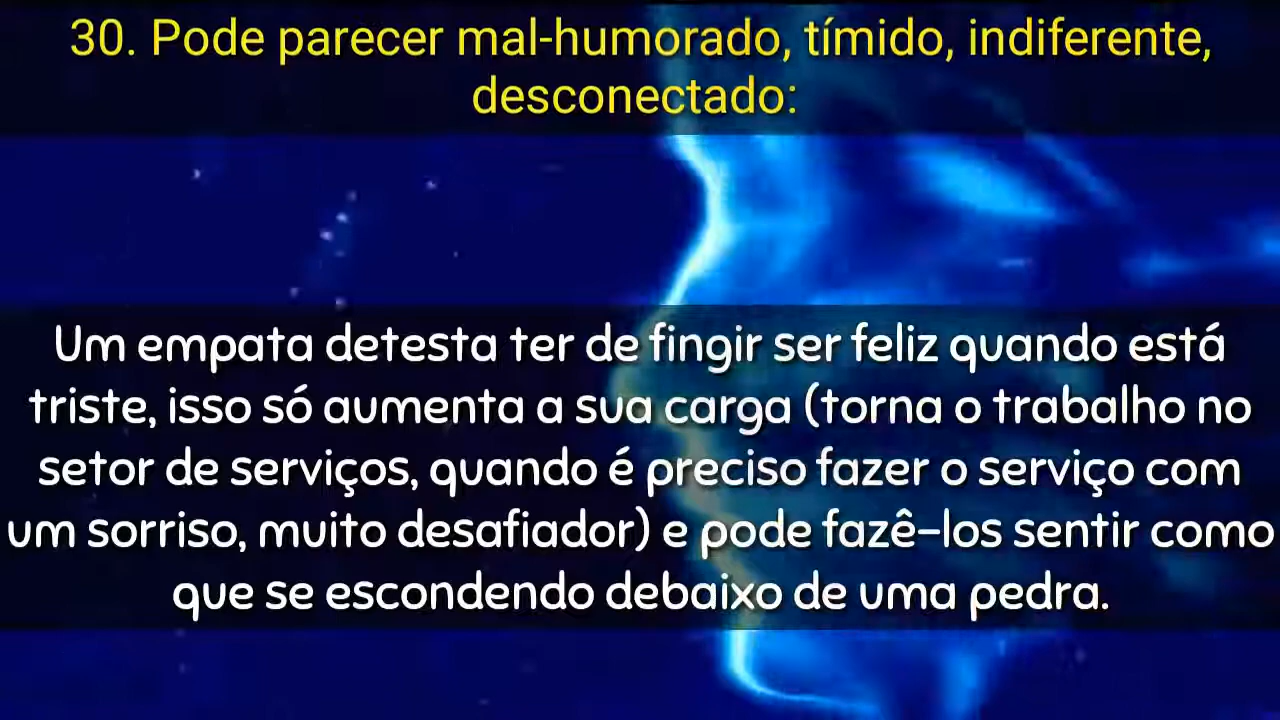 30. Pode parecer mal-humorado, tímido, indiferente,
desconectado:
Um empata detesta ter de fingir ser feliz quando está
triste, isso só aumenta a sua carga (torna o trabalho no
setor de serviços, quando é preciso fazer o serviço com
um sorriso, muito desafiador) e pode fazê-los sentir como
que se escondendo debaixo de uma pedra.